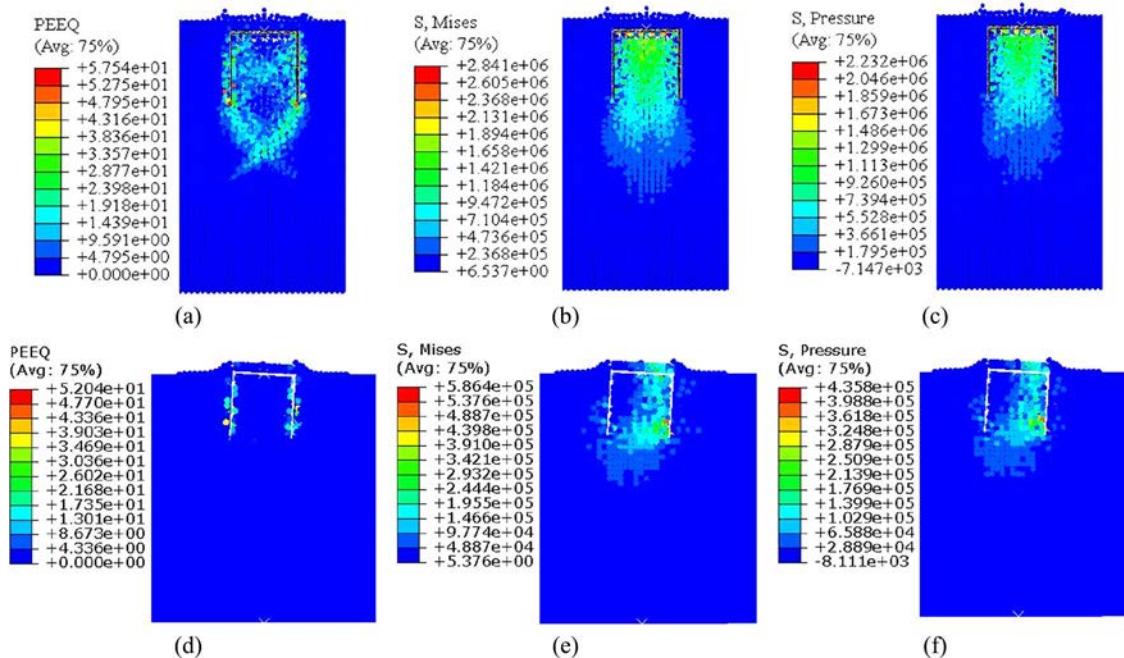 PEEQ
(Avg: 75%)
+5.754e+01
+5.275e+01
+4.795e+01
+4.316e+01
+3.836e+01
+3.357e+01
+2.877e+01
+2.398e+01
+1.918e+01
+1.439e+01
+9.591e+00
+4.795e+00
+0.000e+00
(a)
S, Mises
(Avg: 75%)
+2.841e+06
+2.605e+06
+2.368e+06
+2.131e+06
+1.894e+06
+1.658e+06
+1.421e+06
+1.184e+06
+9.472e+05
+7.104e+05
+4.736e+05
+2.368e+05
+6.537e+00
(b)
S, Pressure
(Avg: 75%)
+2.232e+06
+2.046e+06
+1.859e+06
+1.673e+06
+1.486e+06
+1.299e+06
+1.113e+06
+9.260e+05
+7.394e+05
+5.528e+05
+3.661e+05
+1.795e+05
-7.147e+03
(c)
PEEQ
(Avg: 75%)
+5.204e+01
+4.770e+01
+4.336e+01
+3.903e+01
+3.469e+01
+3.036e+01
+2.602e+01
+2.168e+01
+1.735e+01
+1.301e+01
+8.673e+00
+4.336e+00
+0.000e+00
(d)
S, Mises
(Avg: 75%)
+5.864e+05
+5.376e+05
+4.887e+05
+4.398e+05
+3.910e+05
+3.421e+05
+2.932e+05
+2.444e+05
+1.955e+05
+1.466e+05
+9.774e+04
+4.887e+04
+5.376e+00
(e)
S, Pressure
(Avg: 75%)
+4.358e+05
+3.988e+05
+3.618e+05
+3.248e+05
+2.879e+05
+2.509e+05
+2.139e+05
+1.769e+05
+1.399e+05
+1.029e+05
+6.588e+04
+2.889e+04
-8.111e+03
(f)